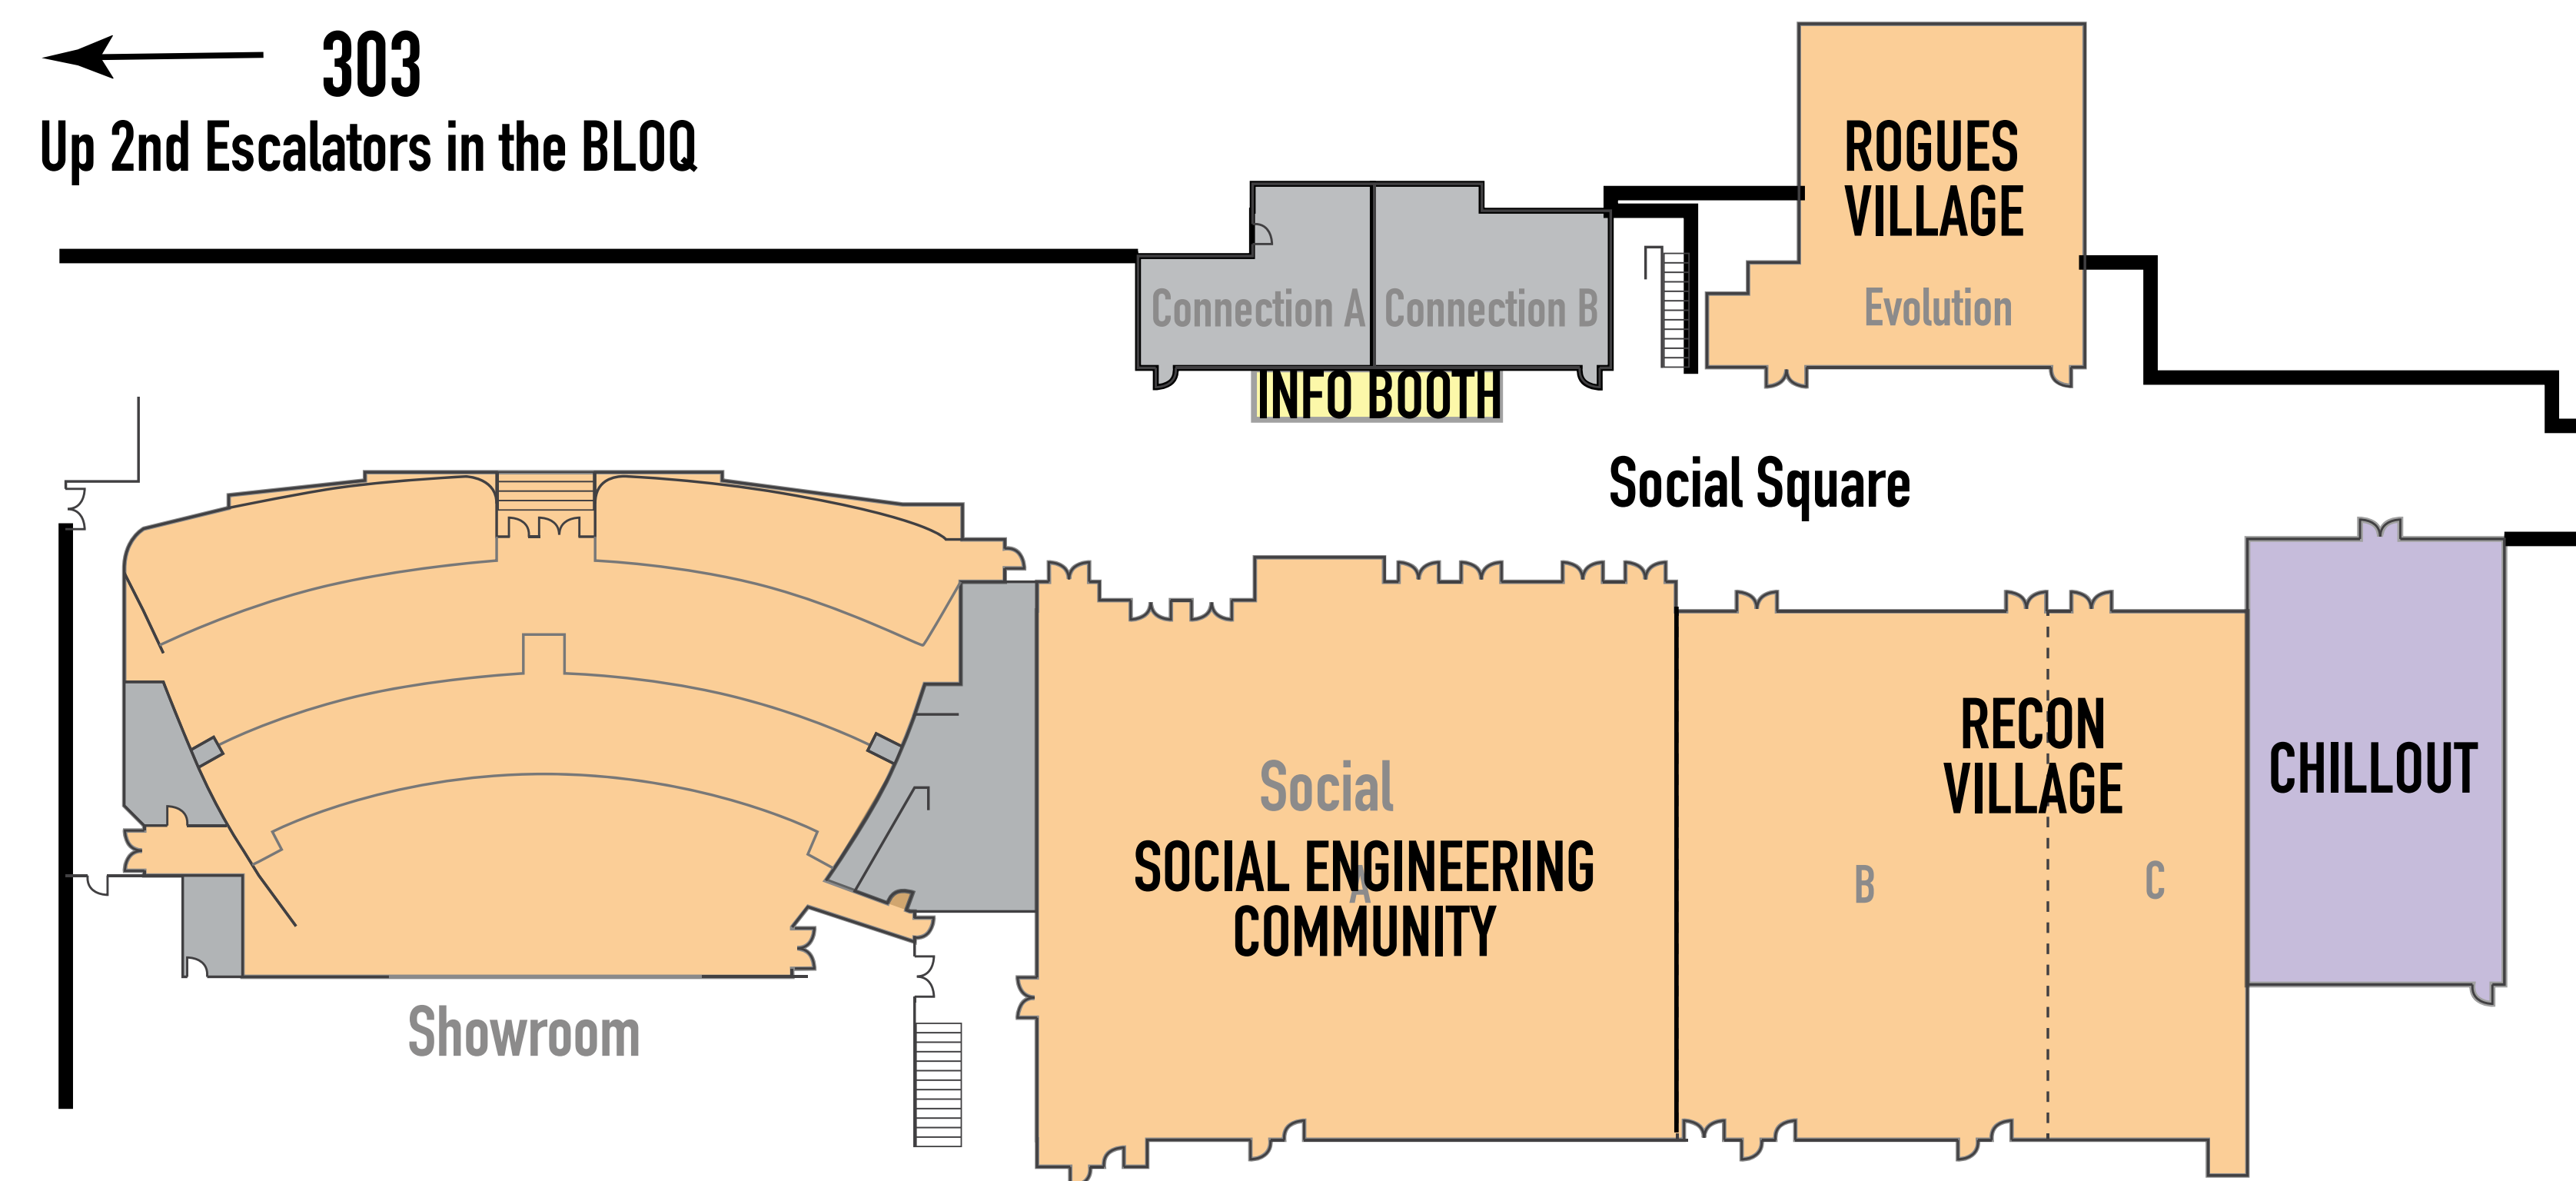 303
Up 2nd Escalators in the BLOQ
ROGUES
VILLAGE
Evolution
Connection A
Connection B
INFO BOOTH
Social Square
Social
A
SOCIAL ENGINEERING
COMMUNITY
RECON
VILLAGE
B
C
CHILLOUT
Showroom